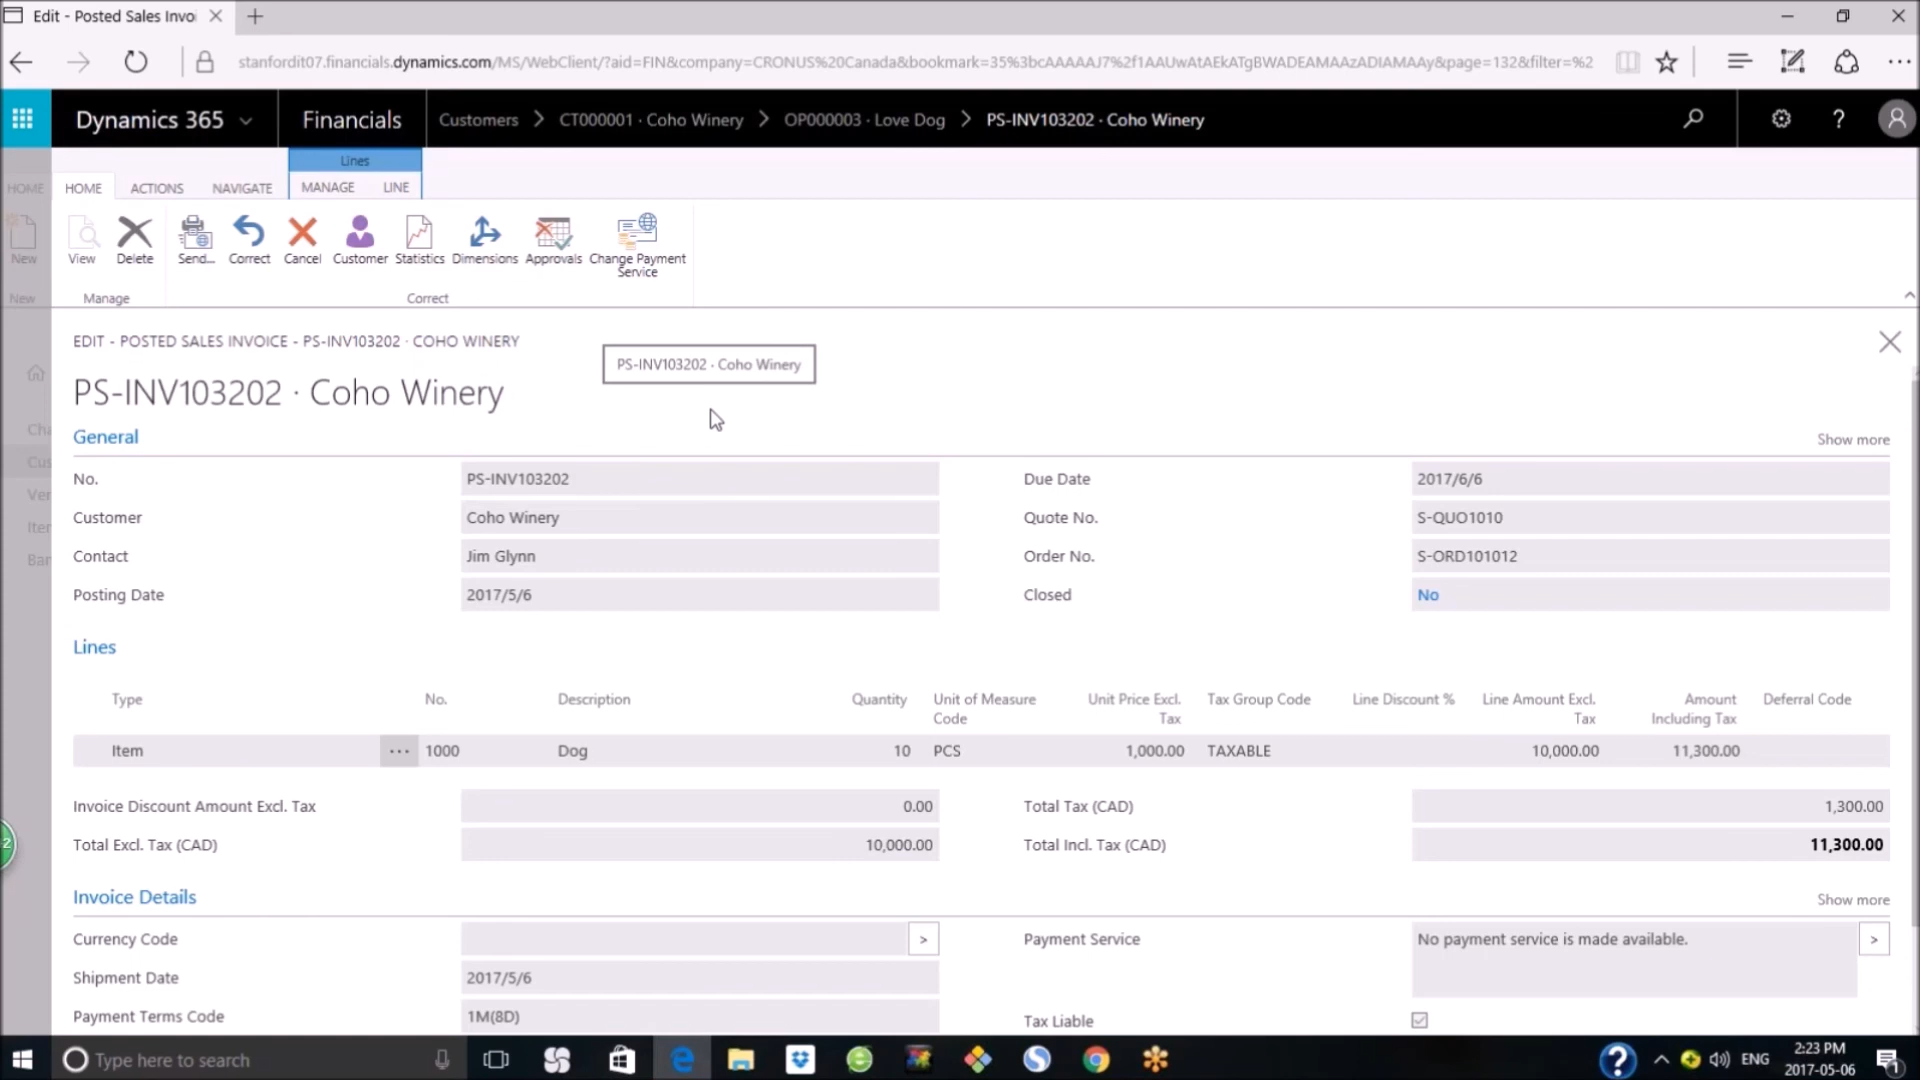 Edit - Posted Sales Invoi
stanfordit07.financials.dynamics.com/MS/WebClient/?aid=FIN&company=CRONUS%20Canada&bookmark=35%3bcAAAAAJ7%2f1AAUwAtAEkATgBWADEAMAAzADIAMAAy&page=132&filter=%2
Dynamics 365 Financials Customers > CT000001 · Coho Winery > OP000003 · Love Dog > PS-INV103202 · Coho Winery ?
Lines
HOME HOME ACTIONS NAVIGATE MANAGE LINE
New View Delete Send... Correct Cancel Customer Statistics Dimensions Approvals Change Payment
Service
New Manage Correct
EDIT - POSTED SALES INVOICE - PS-INV103202 · COHO WINERY
PS-INV103202 · Coho Winery
PS-INV103202 · Coho Winery
General Show more
No. PS-INV103202 Due Date 2017/6/6
Customer Coho Winery Quote No. S-QUO1010
Contact Jim Glynn Order No. S-ORD101012
Posting Date 2017/5/6 Closed No
Cha
Cus
Ver
Iter
Bar
Lines
Type No. Description Quantity Unit of Measure Unit Price Excl. Tax Group Code Line Discount % Line Amount Excl. Amount Deferral Code
Code Tax Tax Including Tax
Item ... 1000 Dog 10 PCS 1,000.00 TAXABLE 10,000.00 11,300.00
Invoice Discount Amount Excl. Tax 0.00 Total Tax (CAD) 1,300.00
Total Excl. Tax (CAD) 10,000.00 Total Incl. Tax (CAD) 11,300.00
2
Invoice Details Show more
Currency Code > Payment Service No payment service is made available. >
Shipment Date 2017/5/6
Payment Terms Code 1M(8D) Tax Liable
Type here to search ENG 2:23 PM
2017-05-06 1